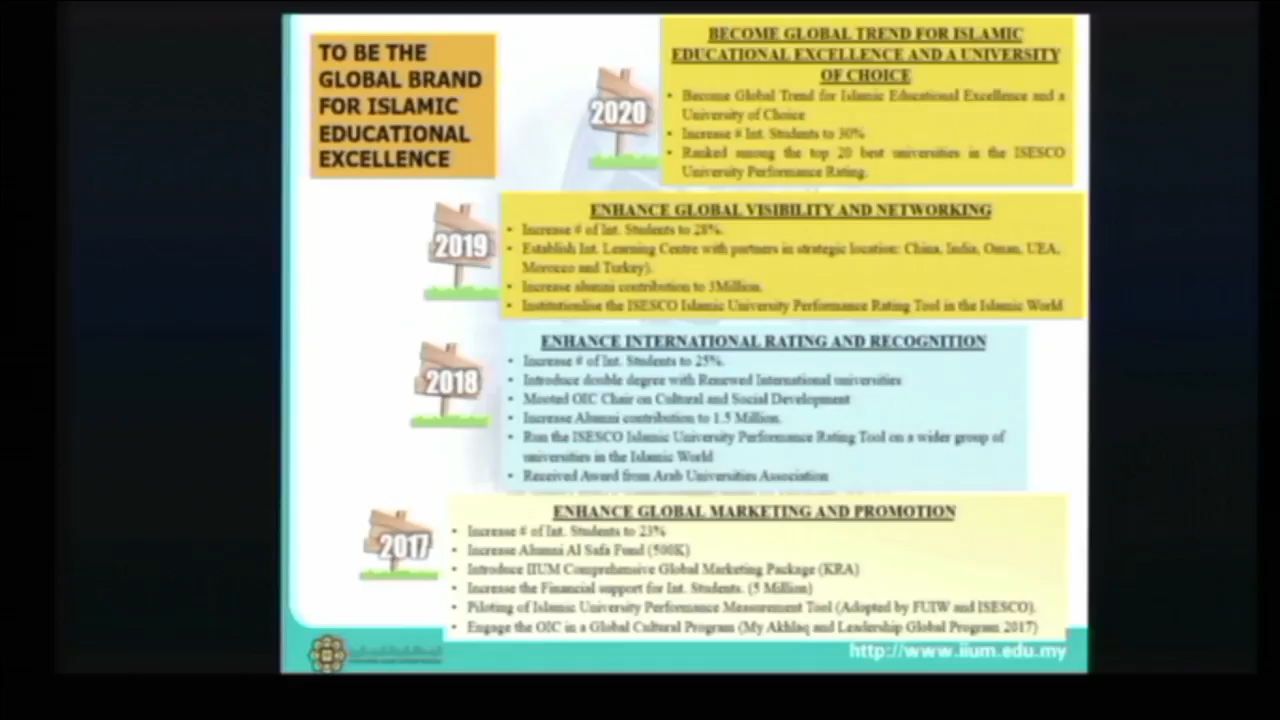 TO BE THE
GLOBAL BRAND
FOR ISLAMIC
EDUCATIONAL
EXCELLENCE
2020
BECOME GLOBAL TREND FOR ISLAMIC
EDUCATIONAL EXCELLENCE AND A UNIVERSITY
OF CHOICE
• Become Global Trend for Islamic Educational Excellence and a
University of Choice
• Increase # Int. Students to 30%
• Ranked among the top 20 best universities in the ISESCO
University Performance Rating.
2019
ENHANCE GLOBAL VISIBILITY AND NETWORKING
• Increase # of Int. Students to 28%.
• Establish Int. Learning Centre with partners in strategic location: China, India, Oman, UEA,
Morocco and Turkey).
• Increase alumni contribution to 3Million.
• Institutionlise the ISESCO Islamic University Performance Rating Tool in the Islamic World
2018
ENHANCE INTERNATIONAL RATING AND RECOGNITION
• Increase # of Int. Students to 25%.
• Introduce double degree with Renewed International universities
• Mooted OIC Chair on Cultural and Social Development
• Increase Alumni contribution to 1.5 Million.
• Run the ISESCO Islamic University Performance Rating Tool on a wider group of
universities in the Islamic World
• Received Award from Arab Universities Association
2017
ENHANCE GLOBAL MARKETING AND PROMOTION
• Increase # of Int. Students to 23%
• Increase Alumni Al Safa Fund (500K)
• Introduce IIUM Comprehensive Global Marketing Package (KRA)
• Increase the Financial support for Int. Students. (5 Million)
• Piloting of Islamic University Performance Measurement Tool (Adopted by FUIW and ISESCO).
• Engage the OIC in a Global Cultural Program (My Akhlaq and Leadership Global Program 2017)
http://www.iium.edu.my